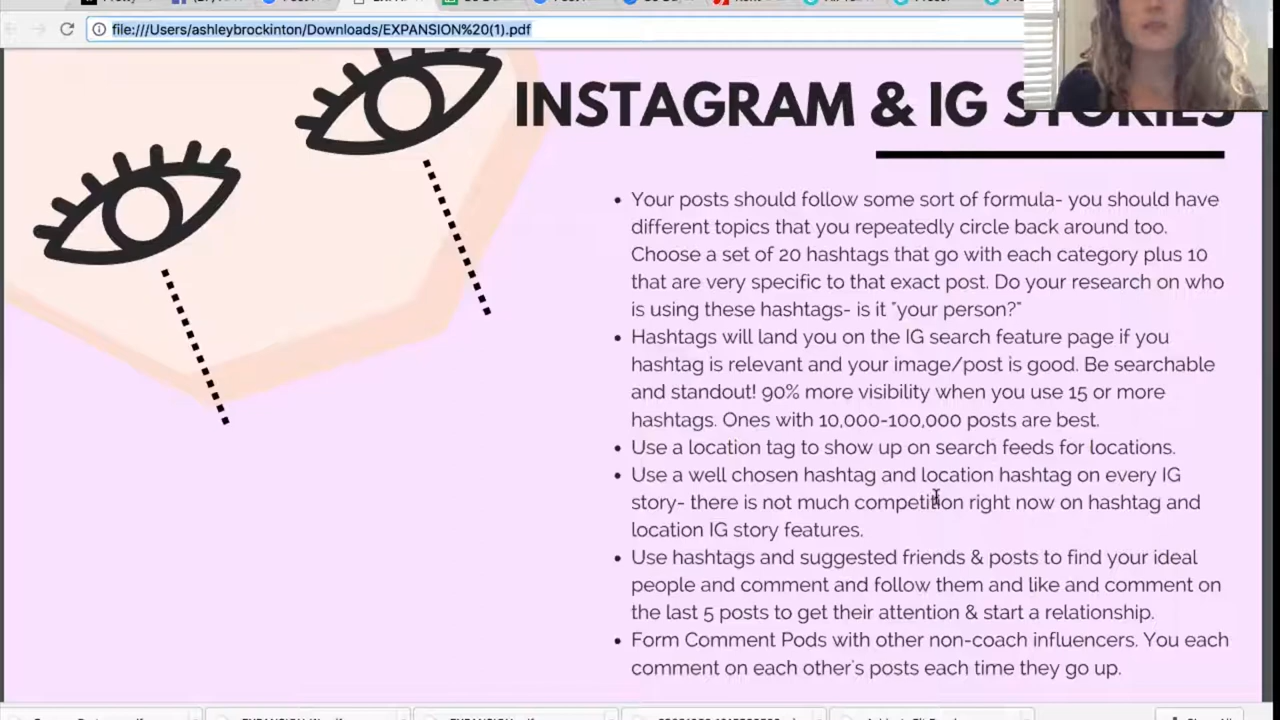 file:///Users/ashleybrockinton/Downloads/EXPANSION%20(1).pdf
INSTAGRAM & IG STORIES
• Your posts should follow some sort of formula- you should have
different topics that you repeatedly circle back around too.
Choose a set of 20 hashtags that go with each category plus 10
that are very specific to that exact post. Do your research on who
is using these hashtags- is it "your person?"
• Hashtags will land you on the IG search feature page if you
hashtag is relevant and your image/post is good. Be searchable
and standout! 90% more visibility when you use 15 or more
hashtags. Ones with 10,000-100,000 posts are best.
• Use a location tag to show up on search feeds for locations.
• Use a well chosen hashtag and location hashtag on every IG
story- there is not much competition right now on hashtag and
location IG story features.
• Use hashtags and suggested friends & posts to find your ideal
people and comment and follow them and like and comment on
the last 5 posts to get their attention & start a relationship.
• Form Comment Pods with other non-coach influencers. You each
comment on each other's posts each time they go up.